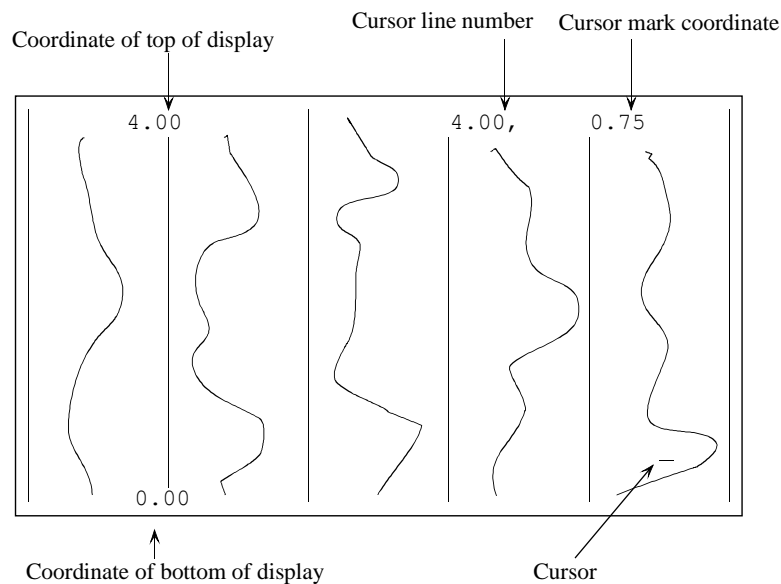 Coordinate of top of display
Cursor line number
Cursor mark coordinate
4.00
4.00,
0.75
0.00
Coordinate of bottom of display
Cursor